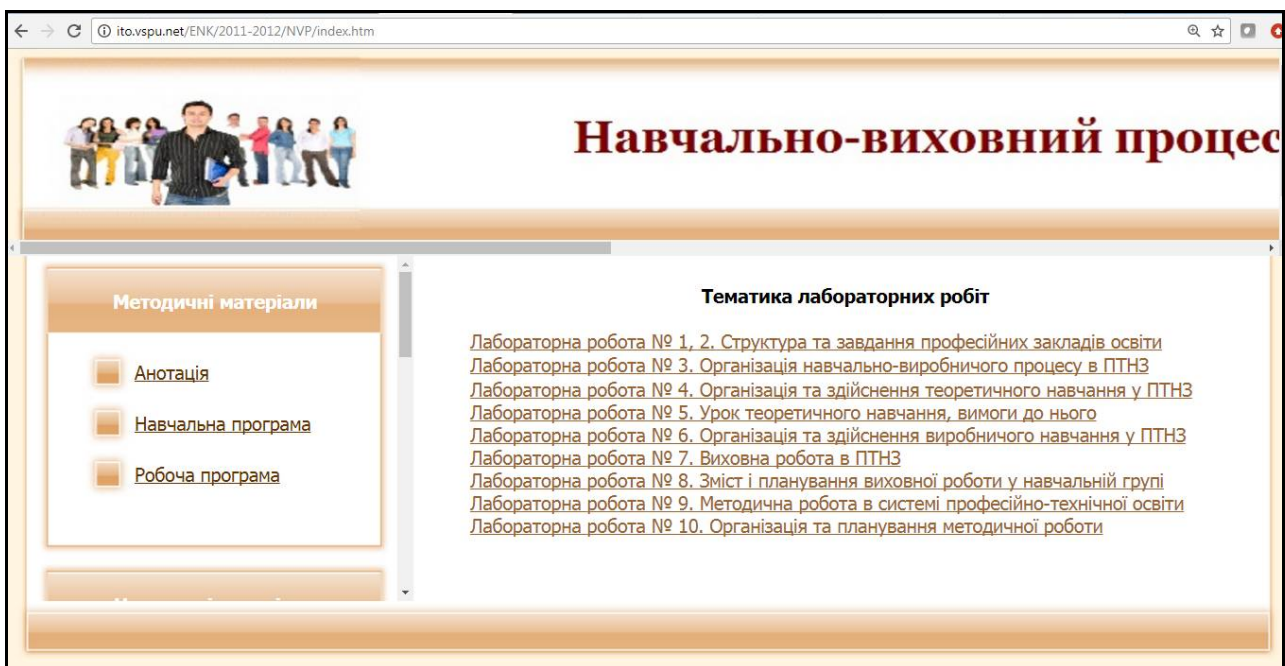 ito.vspu.net/ENK/2011-2012/NVP/index.htm
Навчально-виховний процес
Методичні матеріали
Анотація
Навчальна програма
Робоча програма
Тематика лабораторних робіт
Лабораторна робота № 1, 2. Структура та завдання професійних закладів освіти
Лабораторна робота № 3. Організація навчально-виробничого процесу в ПТНЗ
Лабораторна робота № 4. Організація та здійснення теоретичного навчання у ПТНЗ
Лабораторна робота № 5. Урок теоретичного навчання, вимоги до нього
Лабораторна робота № 6. Організація та здійснення виробничого навчання у ПТНЗ
Лабораторна робота № 7. Виховна робота в ПТНЗ
Лабораторна робота № 8. Зміст і планування виховної роботи у навчальній групі
Лабораторна робота № 9. Методична робота в системі професійно-технічної освіти
Лабораторна робота № 10. Організація та планування методичної роботи